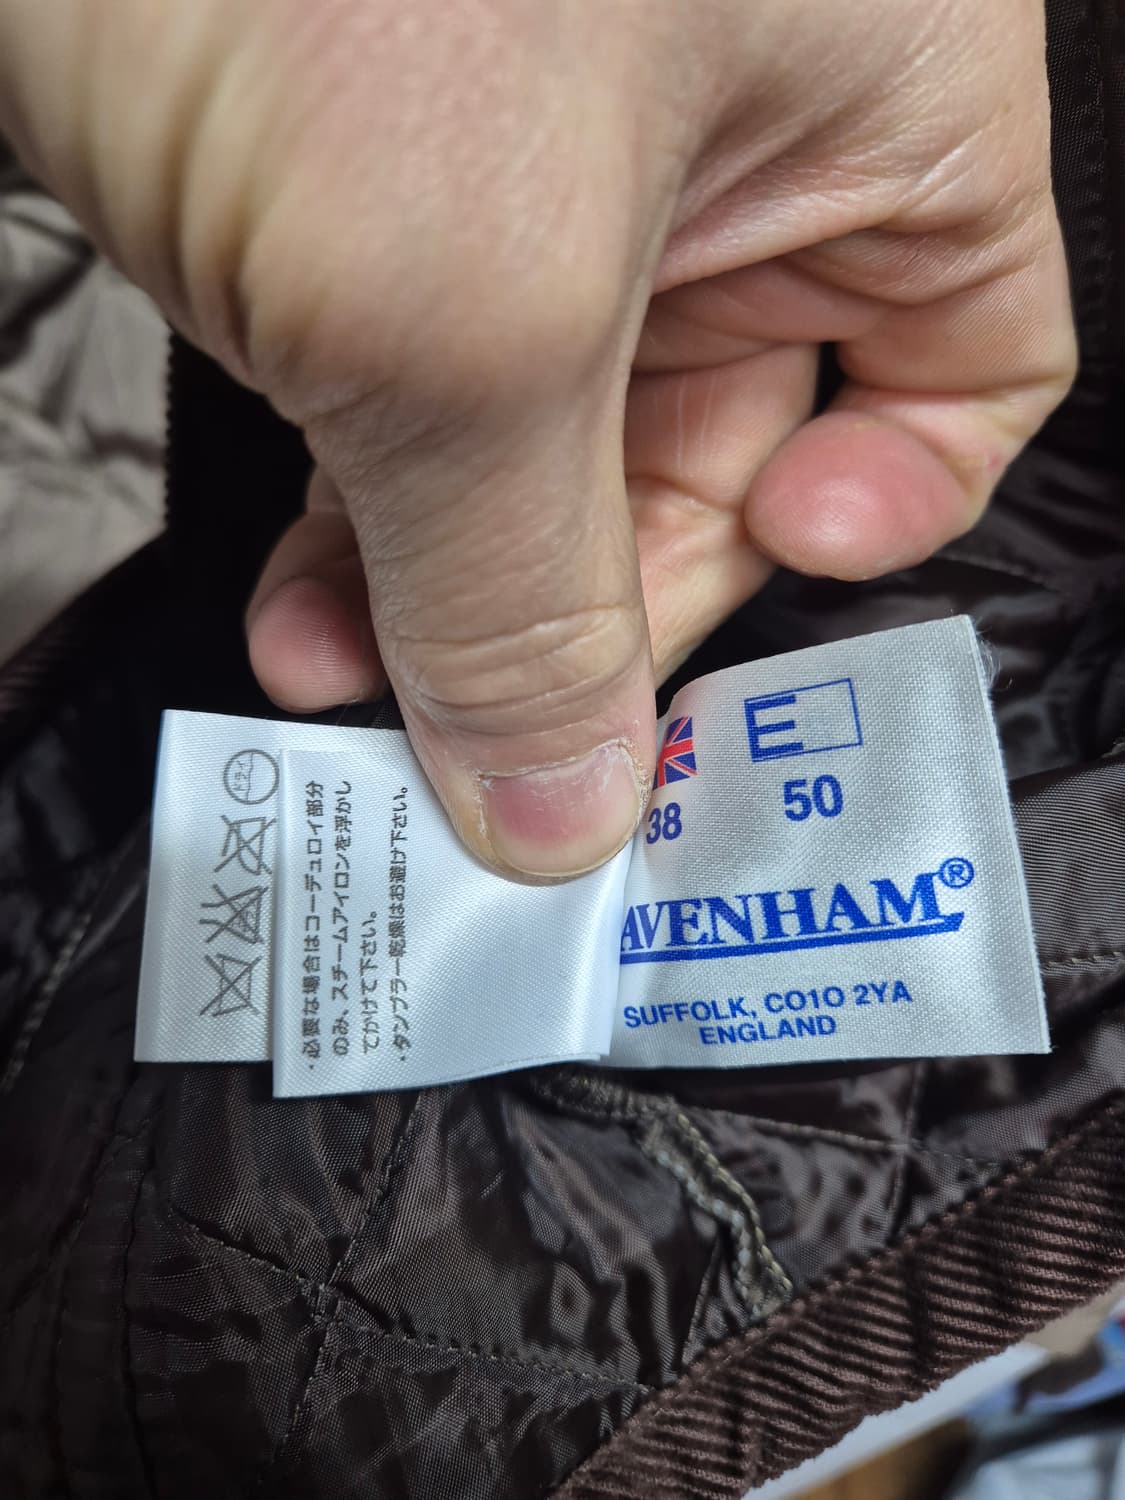 ・必要な場合はコーデュロイ部分
のみ、スチームアイロンを浮かし
てかけて下さい。
・タンブラー乾燥はお避け下さい。
E
38
50
AVENHAM®
SUFFOLK, CO10 2YA
ENGLAND